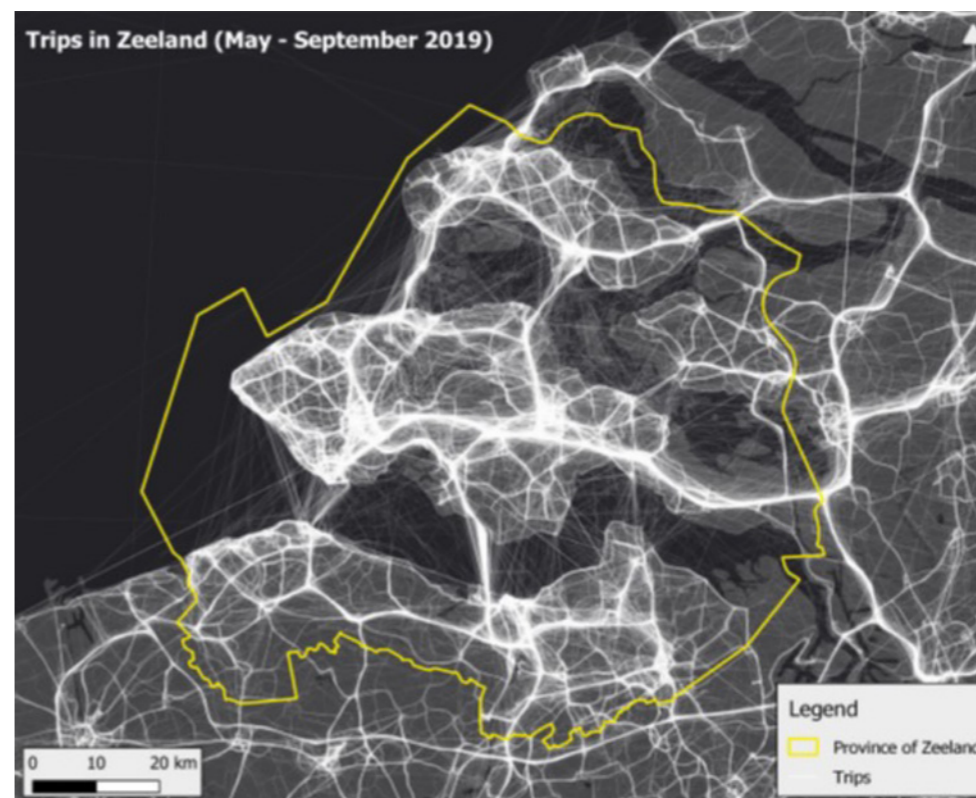 Trips in Zeeland (May - September 2019)
Legend
Province of Zeeland
Trips
0 10 20 km